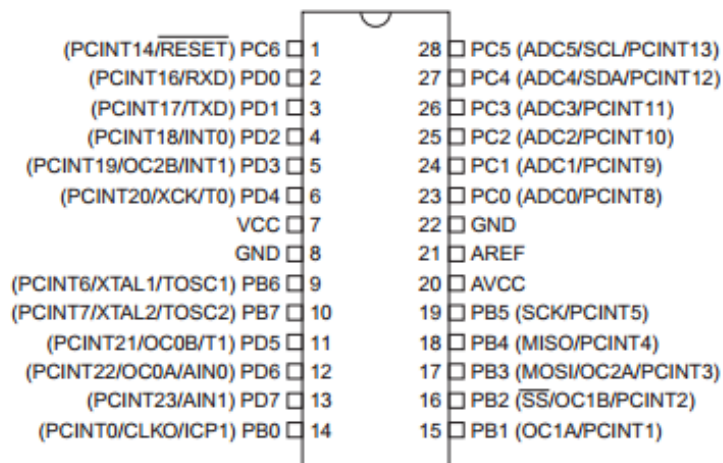 (PCINT14/RESET) PC6 1 28 PC5 (ADC5/SCL/PCINT13)
(PCINT16/RXD) PD0 2 27 PC4 (ADC4/SDA/PCINT12)
(PCINT17/TXD) PD1 3 26 PC3 (ADC3/PCINT11)
(PCINT18/INT0) PD2 4 25 PC2 (ADC2/PCINT10)
(PCINT19/OC2B/INT1) PD3 5 24 PC1 (ADC1/PCINT9)
(PCINT20/XCK/T0) PD4 6 23 PC0 (ADC0/PCINT8)
VCC 7 22 GND
GND 8 21 AREF
(PCINT6/XTAL1/TOSC1) PB6 9 20 AVCC
(PCINT7/XTAL2/TOSC2) PB7 10 19 PB5 (SCK/PCINT5)
(PCINT21/OC0B/T1) PD5 11 18 PB4 (MISO/PCINT4)
(PCINT22/OC0A/AIN0) PD6 12 17 PB3 (MOSI/OC2A/PCINT3)
(PCINT23/AIN1) PD7 13 16 PB2 (SS/OC1B/PCINT2)
(PCINT0/CLKO/ICP1) PB0 14 15 PB1 (OC1A/PCINT1)